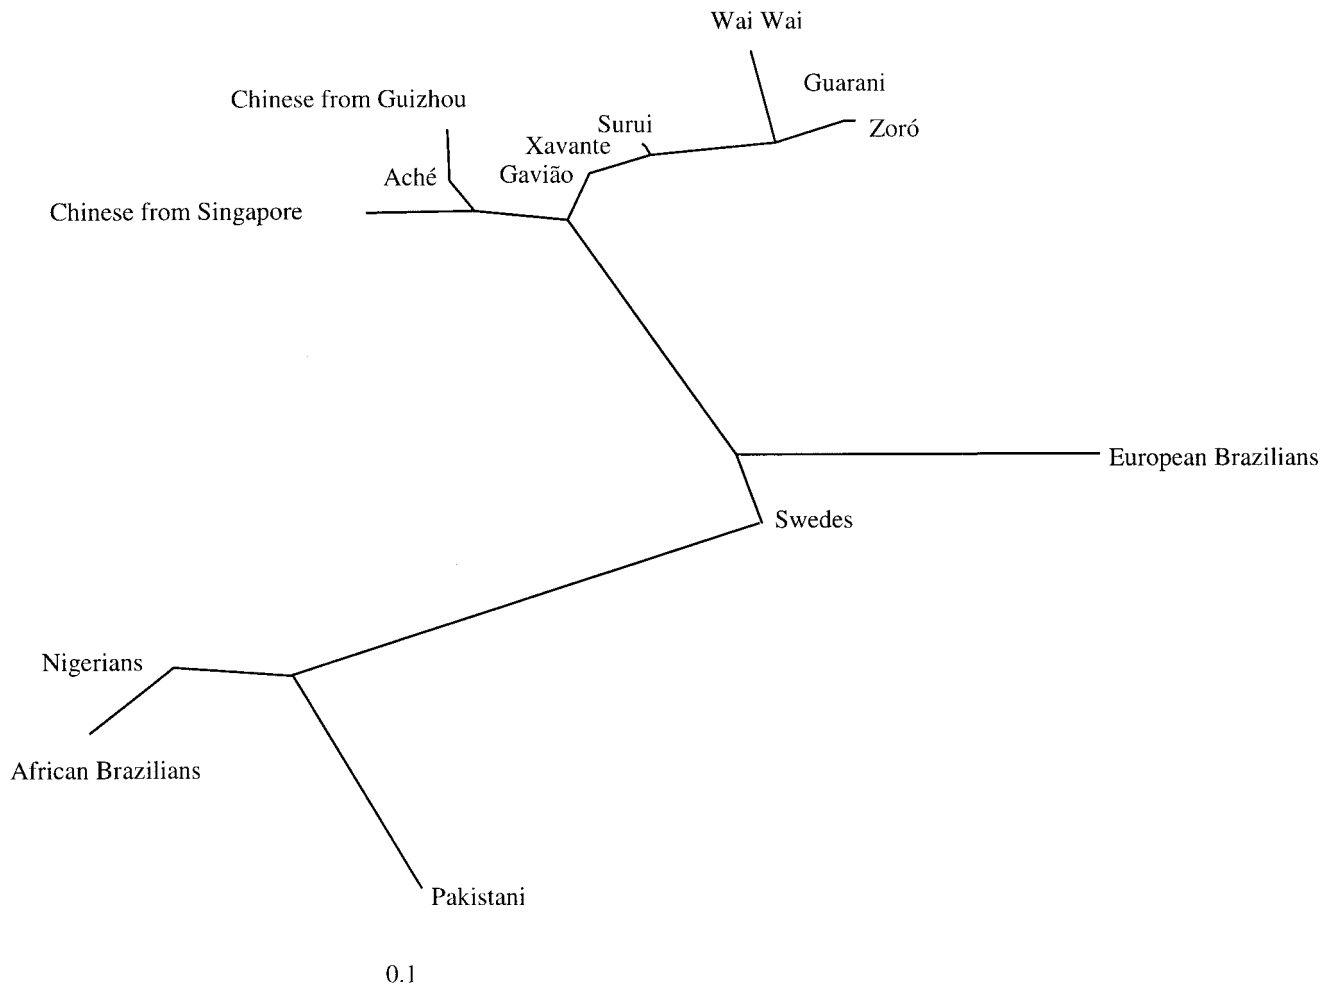 Wai Wai
Guarani
Chinese from Guizhou
Surui
Zoró
Xavante
Aché
Gavião
Chinese from Singapore
European Brazilians
Swedes
Nigerians
African Brazilians
Pakistani
0.1